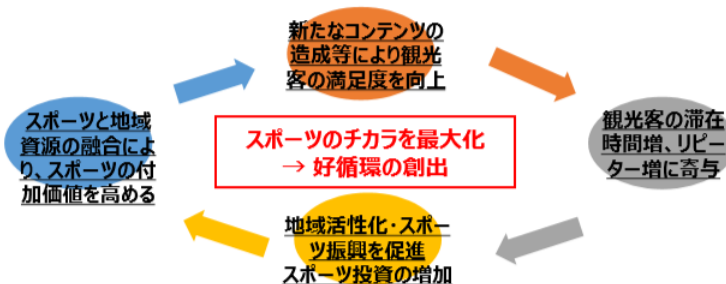 新たなコンテンツの
造成等により観光
客の満足度を向上
スポーツと地域
資源の融合によ
り、スポーツの付
加価値を高める
スポーツのチカラを最大化
→ 好循環の創出
観光客の滞在
時間増、リピー
ター増に寄与
地域活性化・スポー
ツ振興を促進
スポーツ投資の増加